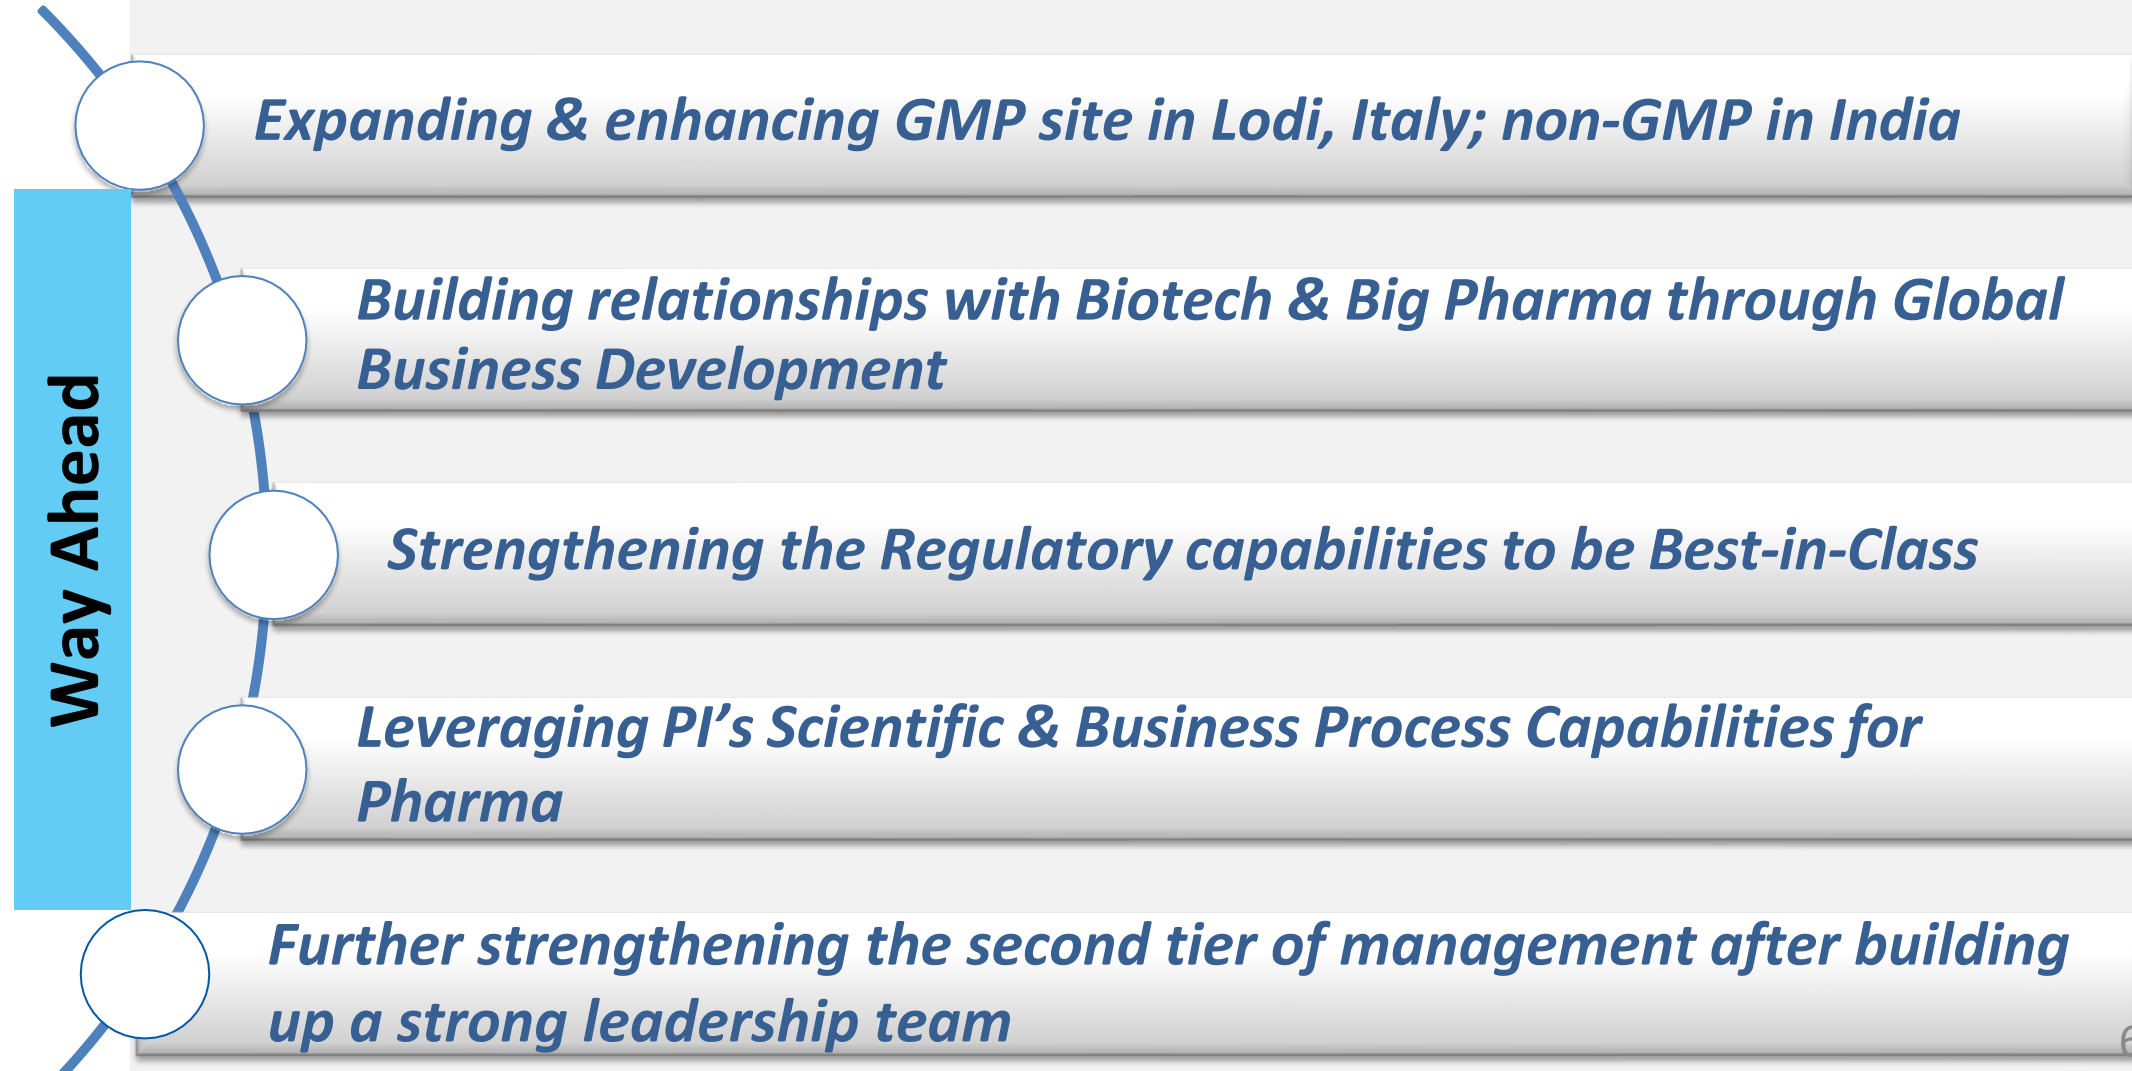 Way Ahead
Expanding & enhancing GMP site in Lodi, Italy; non-GMP in India
Building relationships with Biotech & Big Pharma through Global
Business Development
Strengthening the Regulatory capabilities to be Best-in-Class
Leveraging PI’s Scientific & Business Process Capabilities for
Pharma
Further strengthening the second tier of management after building
up a strong leadership team